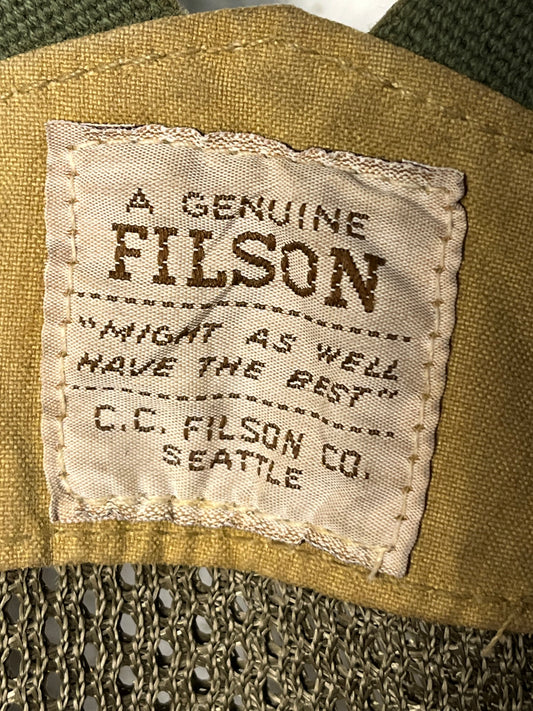 A GENUINE
FILSON
"MIGHT AS WELL
HAVE THE BEST"
C.C. FILSON CO.
SEATTLE